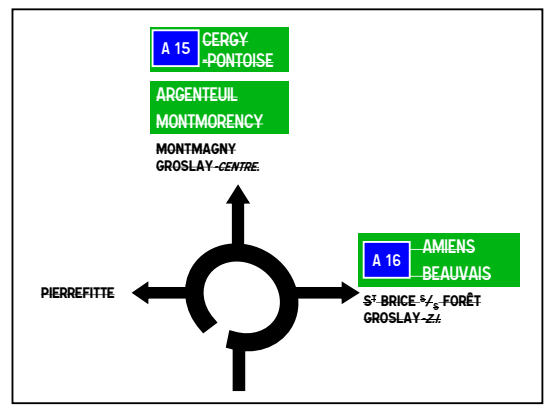 A 15 CERGY
-PONTOISE
ARGENTEUIL
MONTMORENCY
MONTMAGNY
GROSLAY-CENTRE.
A 16 AMIENS
BEAUVAIS
PIERREFITTE
Sᵀ BRICE ˢ/ₛ FORÊT
GROSLAY-Z.I.